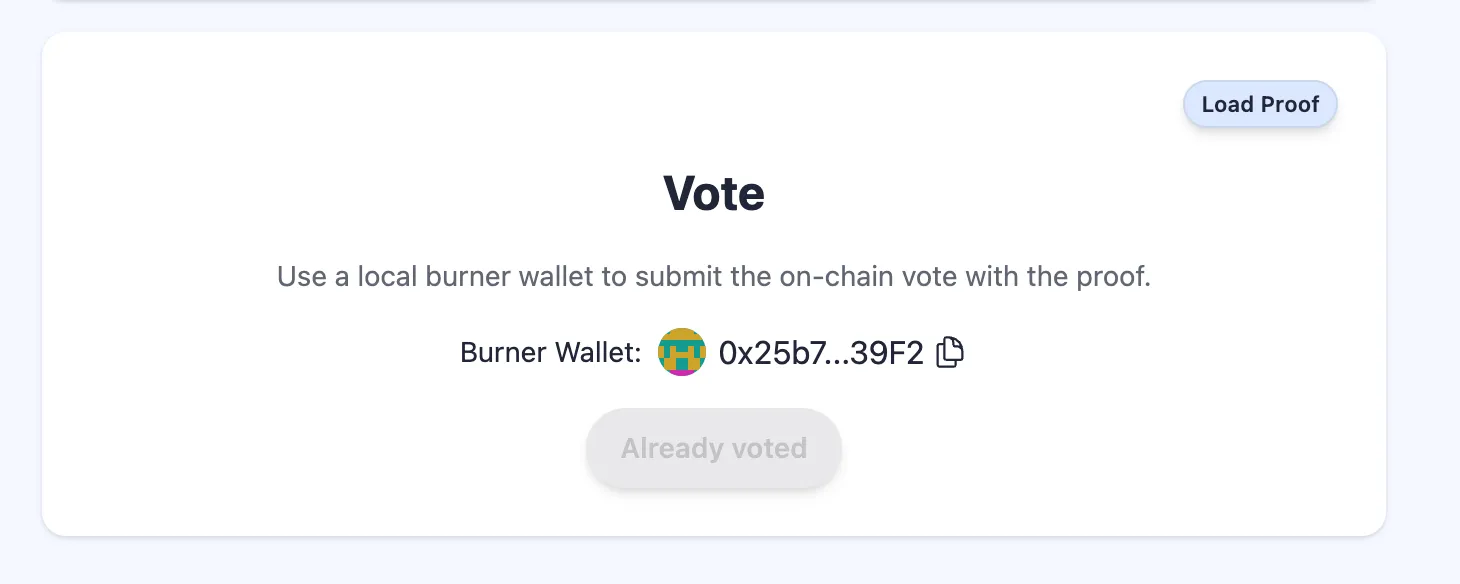 Load Proof
Vote
Use a local burner wallet to submit the on-chain vote with the proof.
Burner Wallet: 0x25b7...39F2
Already voted